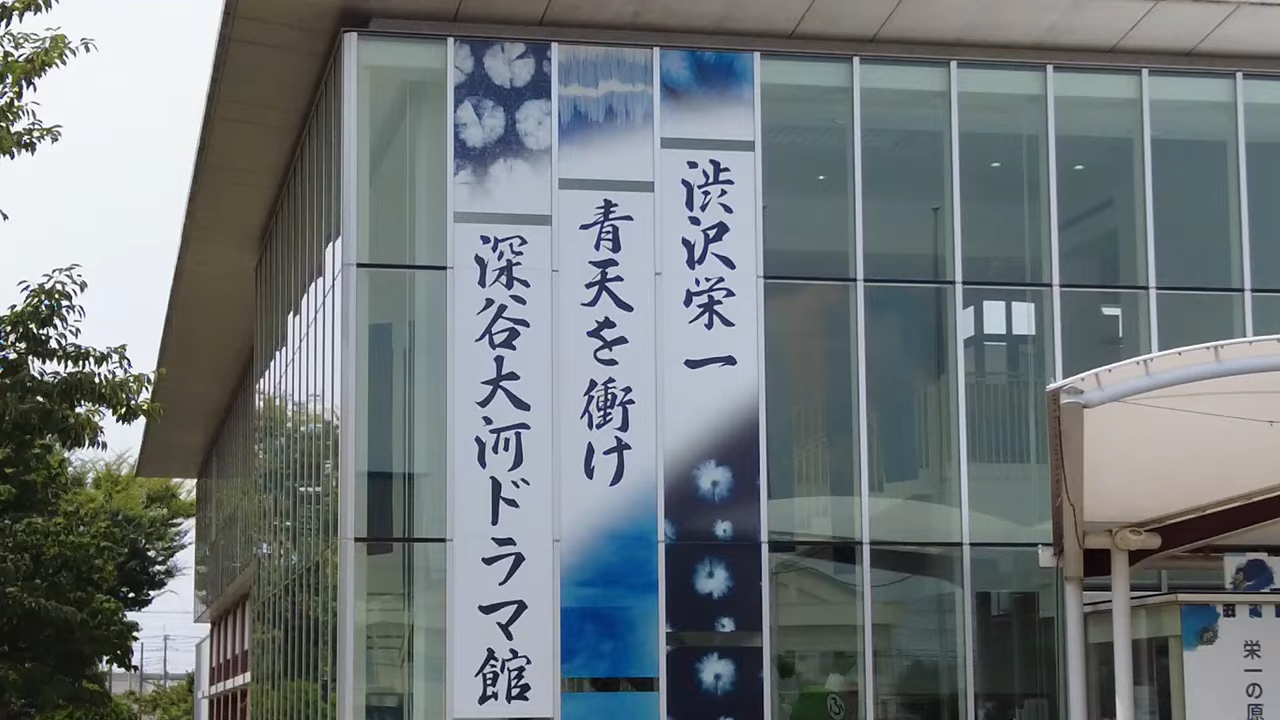 渋沢栄一
青天を衝け
深谷大河ドラマ館
栄一の原
ふ